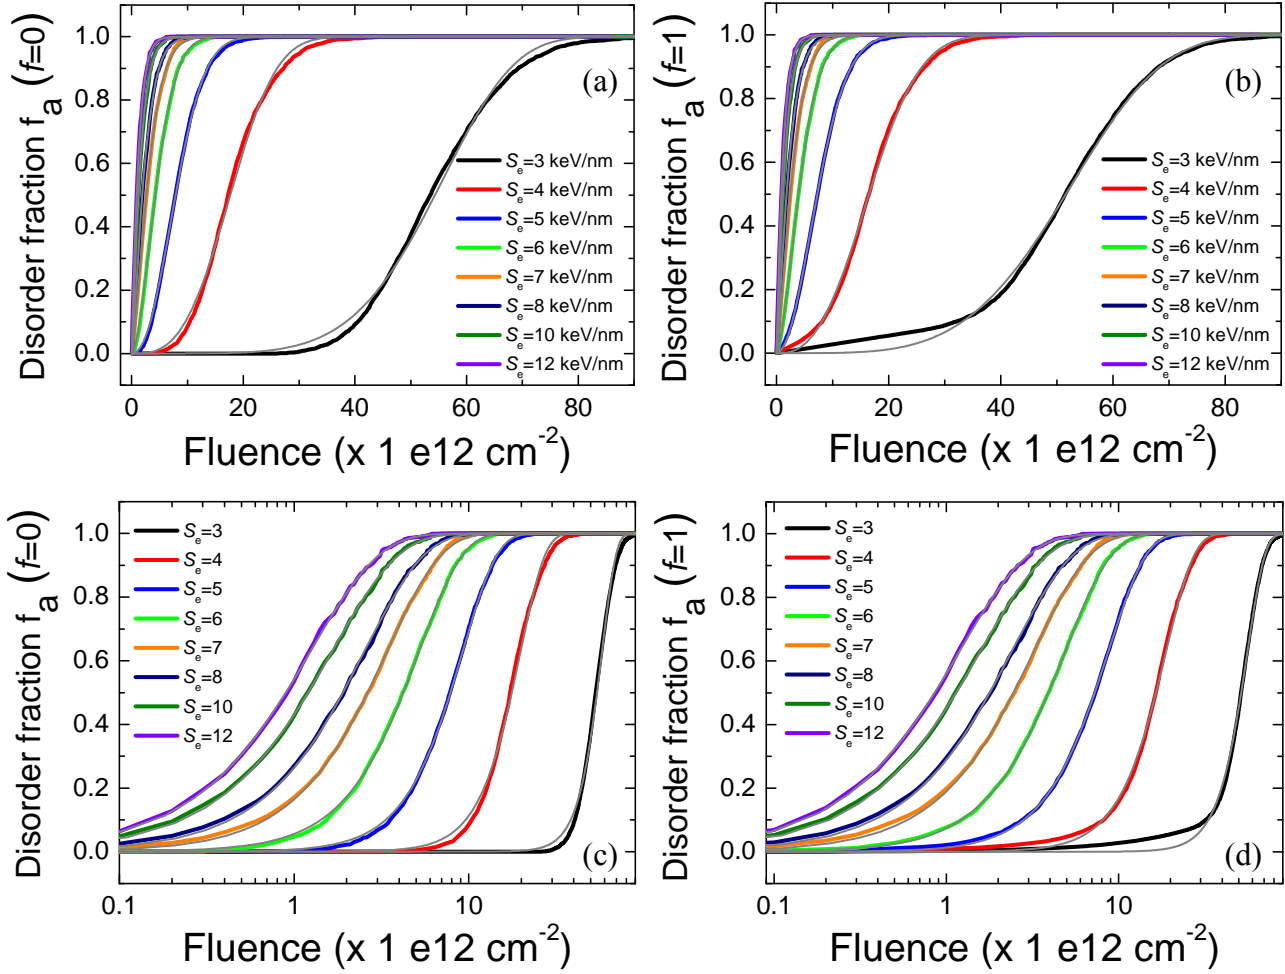 Disorder fraction f_a (f=0)
1.0
0.8
0.6
0.4
0.2
0.0
(a)
S_e=3 keV/nm
S_e=4 keV/nm
S_e=5 keV/nm
S_e=6 keV/nm
S_e=7 keV/nm
S_e=8 keV/nm
S_e=10 keV/nm
S_e=12 keV/nm
0 20 40 60 80
Fluence (x 1 e12 cm^-2)
Disorder fraction f_a (f=1)
1.0
0.8
0.6
0.4
0.2
0.0
(b)
S_e=3 keV/nm
S_e=4 keV/nm
S_e=5 keV/nm
S_e=6 keV/nm
S_e=7 keV/nm
S_e=8 keV/nm
S_e=10 keV/nm
S_e=12 keV/nm
0 20 40 60 80
Fluence (x 1 e12 cm^-2)
Disorder fraction f_a (f=0)
1.0
0.8
0.6
0.4
0.2
0.0
S_e=3
S_e=4
S_e=5
S_e=6
S_e=7
S_e=8
S_e=10
S_e=12
(c)
0.1 1 10
Fluence (x 1 e12 cm^-2)
Disorder fraction f_a (f=1)
1.0
0.8
0.6
0.4
0.2
0.0
S_e=3
S_e=4
S_e=5
S_e=6
S_e=7
S_e=8
S_e=10
S_e=12
(d)
0.1 1 10
Fluence (x 1 e12 cm^-2)